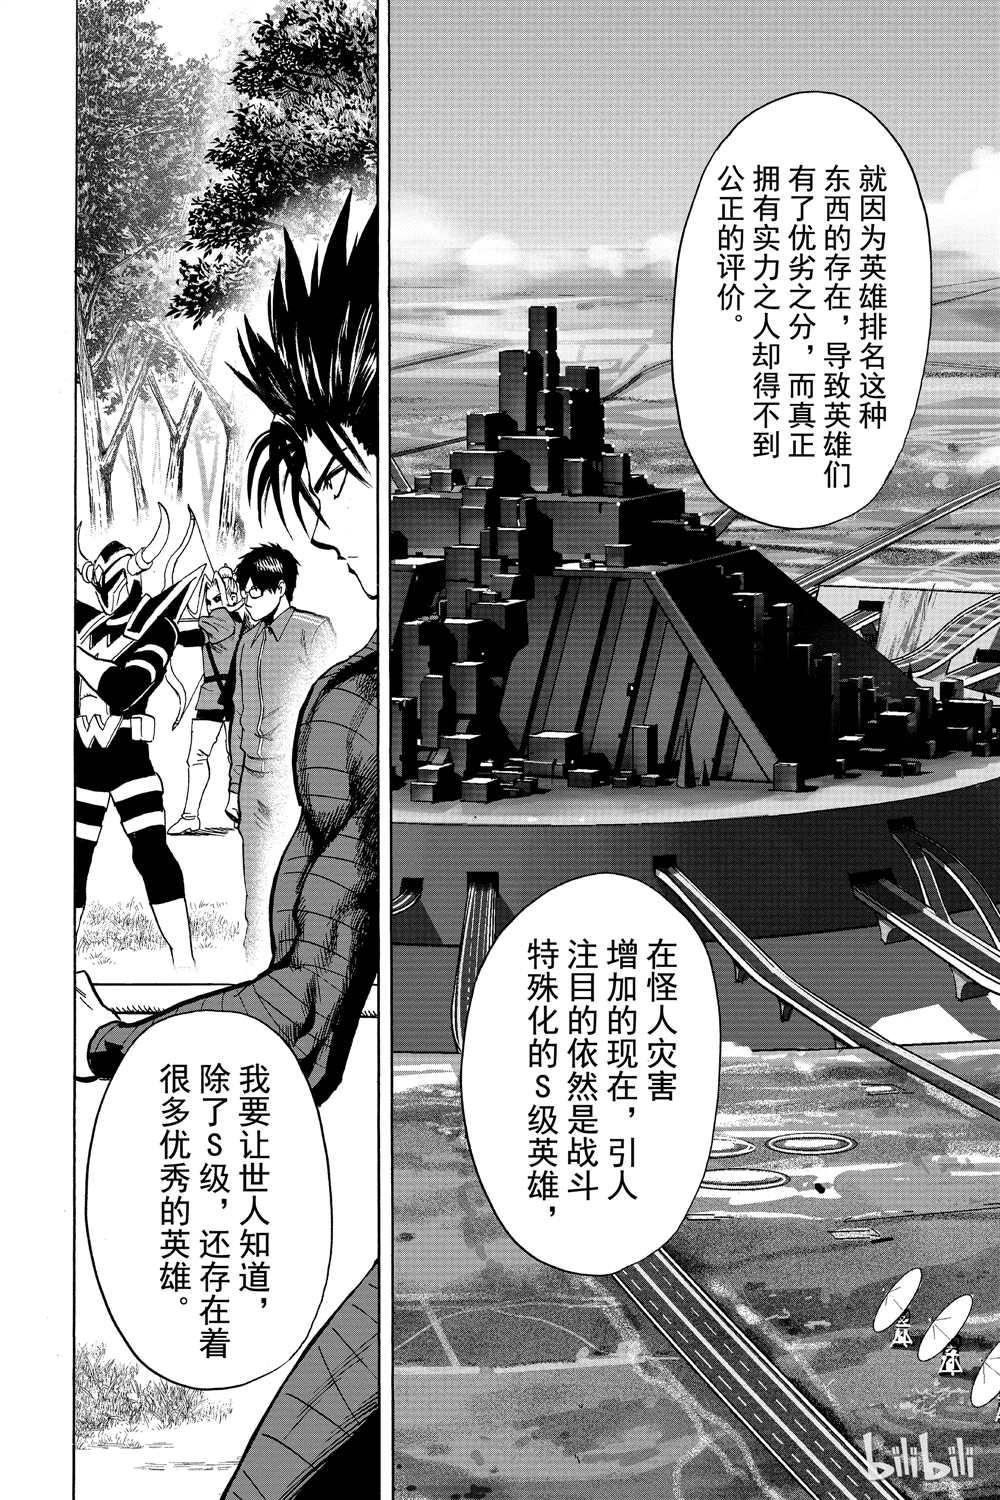 就因为英雄排名这种
东西的存在，导致英雄们
有了优劣之分，而真正
拥有实力之人却得不到
公正的评价。
在怪人灾害
增加的现在，引人
注目的依然是战斗
特殊化的S级英雄，
我要让世人知道，
除了S级，还存在着
很多优秀的英雄。
W
bilibili